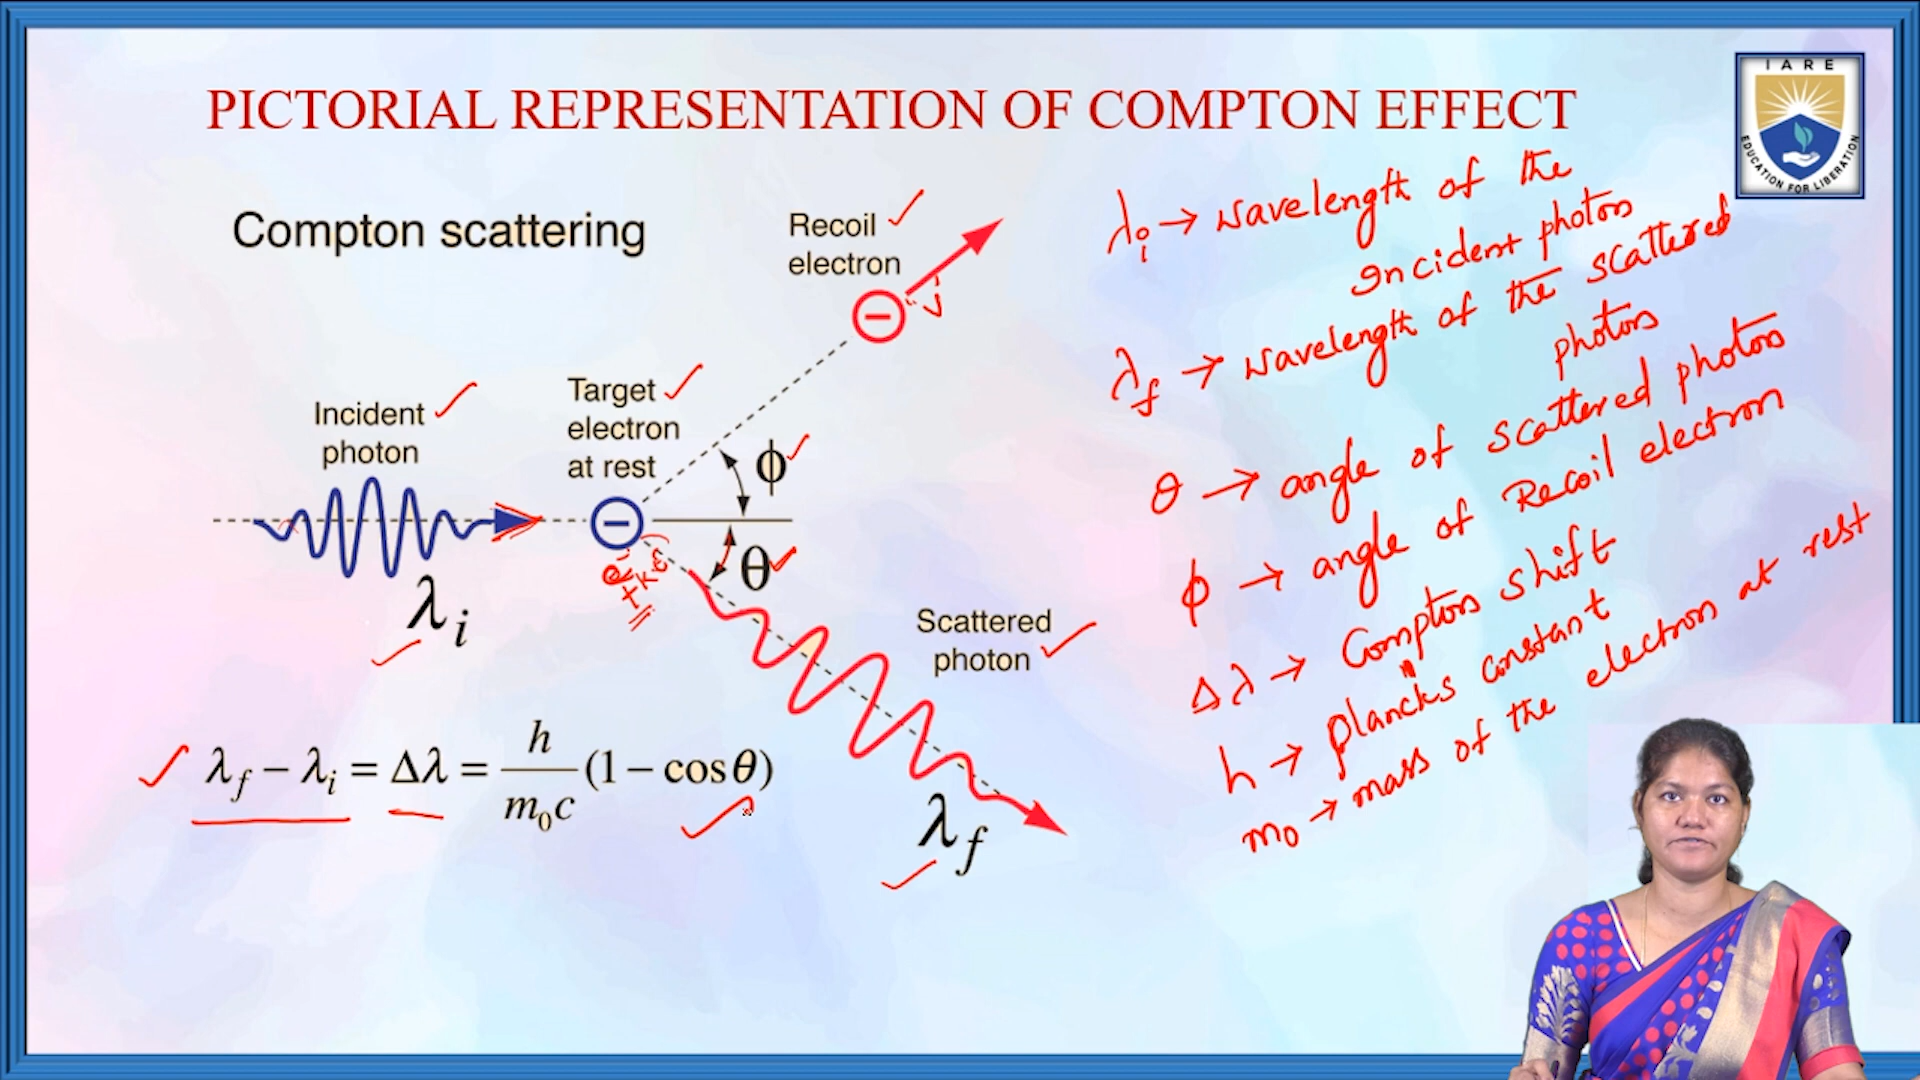 PICTORIAL REPRESENTATION OF COMPTON EFFECT
IARE
EDUCATION FOR LIBERATION
Compton scattering
Recoil
electron
Target
electron
at rest
Incident
photon
ϕ
θ
λi
e⁻
+k.e
Scattered
photon
λf
λf − λi = Δλ = h/m₀c (1 − cosθ)
λi → wavelength of the
Incident photon
λf → wavelength of the scattered
photon
θ → angle of scattered photon
ϕ → angle of Recoil electron
Δλ → Compton shift
h → planck's constant
m₀ → mass of the electron at rest